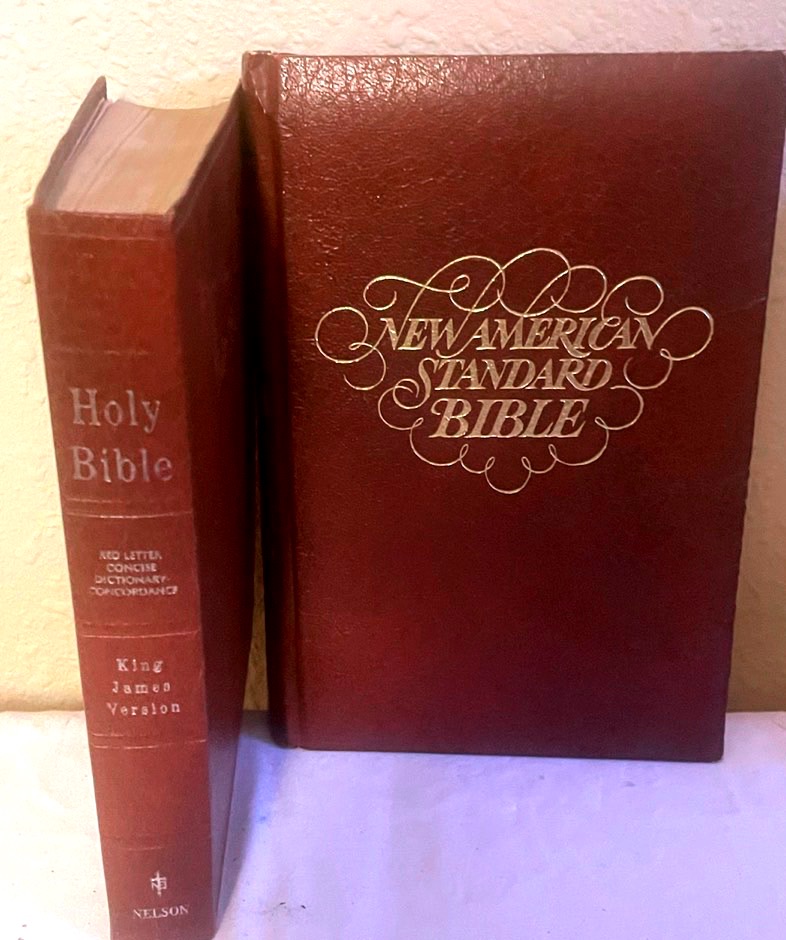 Holy
Bible
RED LETTER
CONCISE
DICTIONARY-
CONCORDANCE
King
James
Version
NELSON
NEW AMERICAN
STANDARD
BIBLE